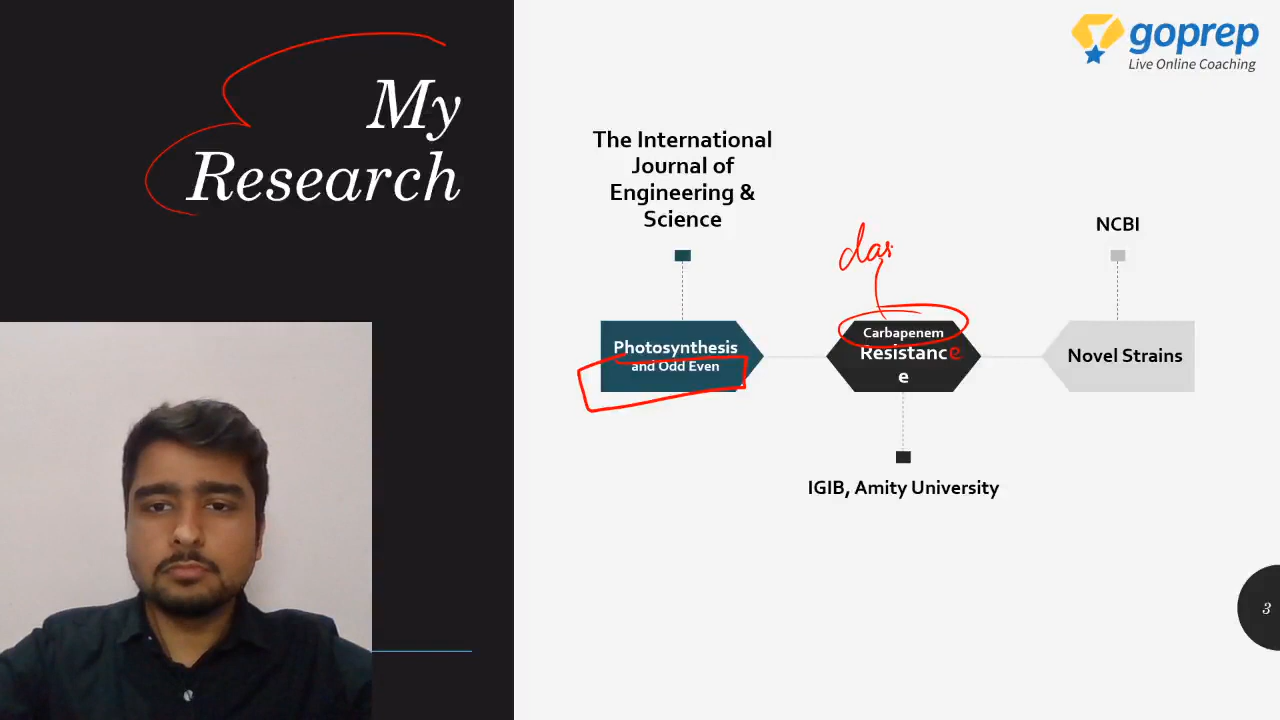 My
Research
goprep
Live Online Coaching
The International
Journal of
Engineering &
Science
NCBI
Photosynthesis
and Odd Even
Carbapenem
Resistanc e
e
Novel Strains
IGIB, Amity University
3